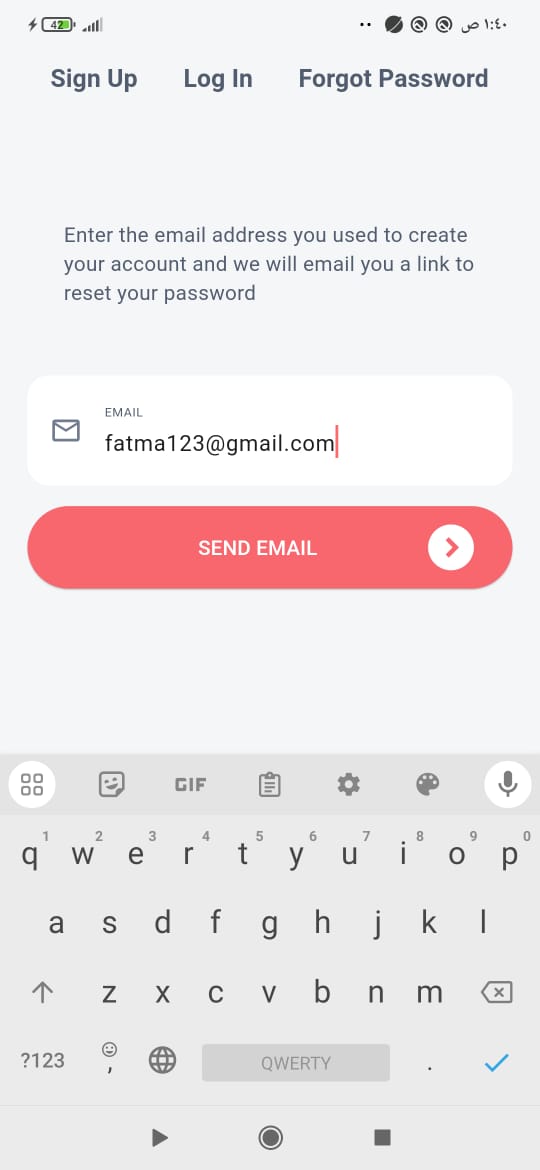 42 ص ١:٤٠
Sign Up Log In Forgot Password
Enter the email address you used to create
your account and we will email you a link to
reset your password
EMAIL
fatma123@gmail.com
SEND EMAIL
GIF
1 2 3 4 5 6 7 8 9 0
q w e r t y u i o p
a s d f g h j k l
z x c v b n m
?123 , QWERTY .